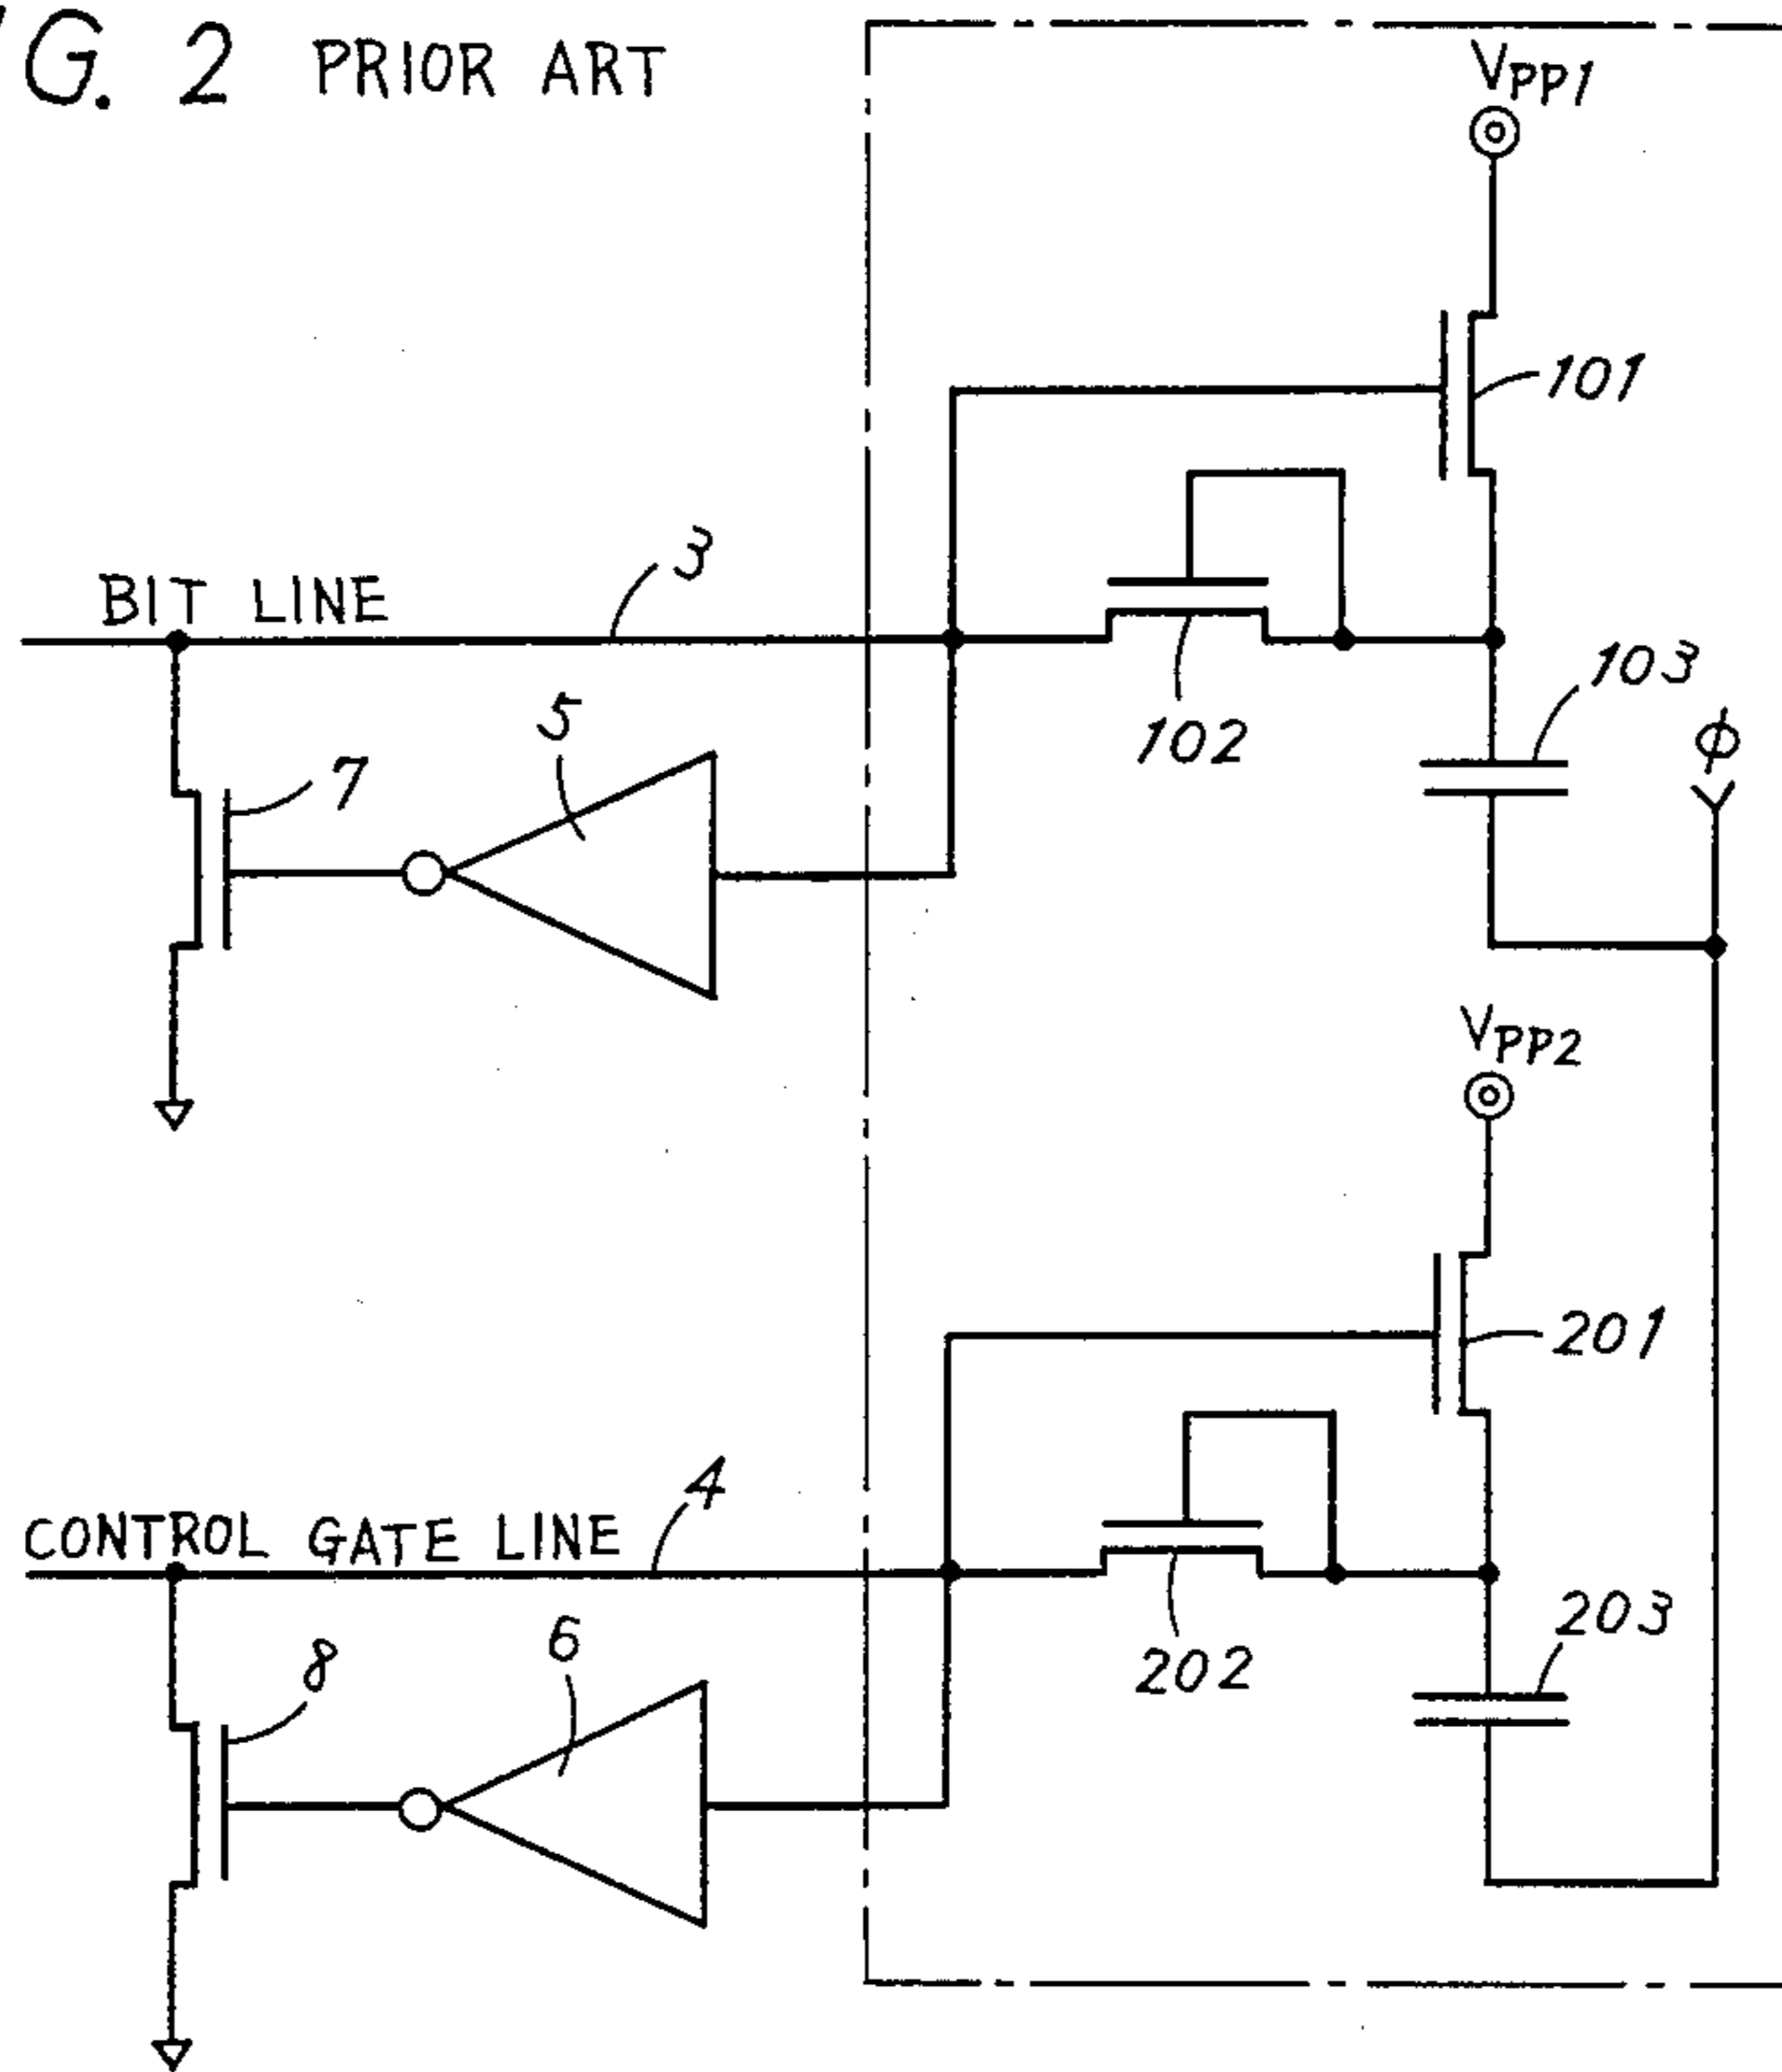 G. 2 PRIOR ART
VPP1
101
3
BIT LINE
103
102
φ
5
7
VPP2
201
4
CONTROL GATE LINE
203
6
202
8